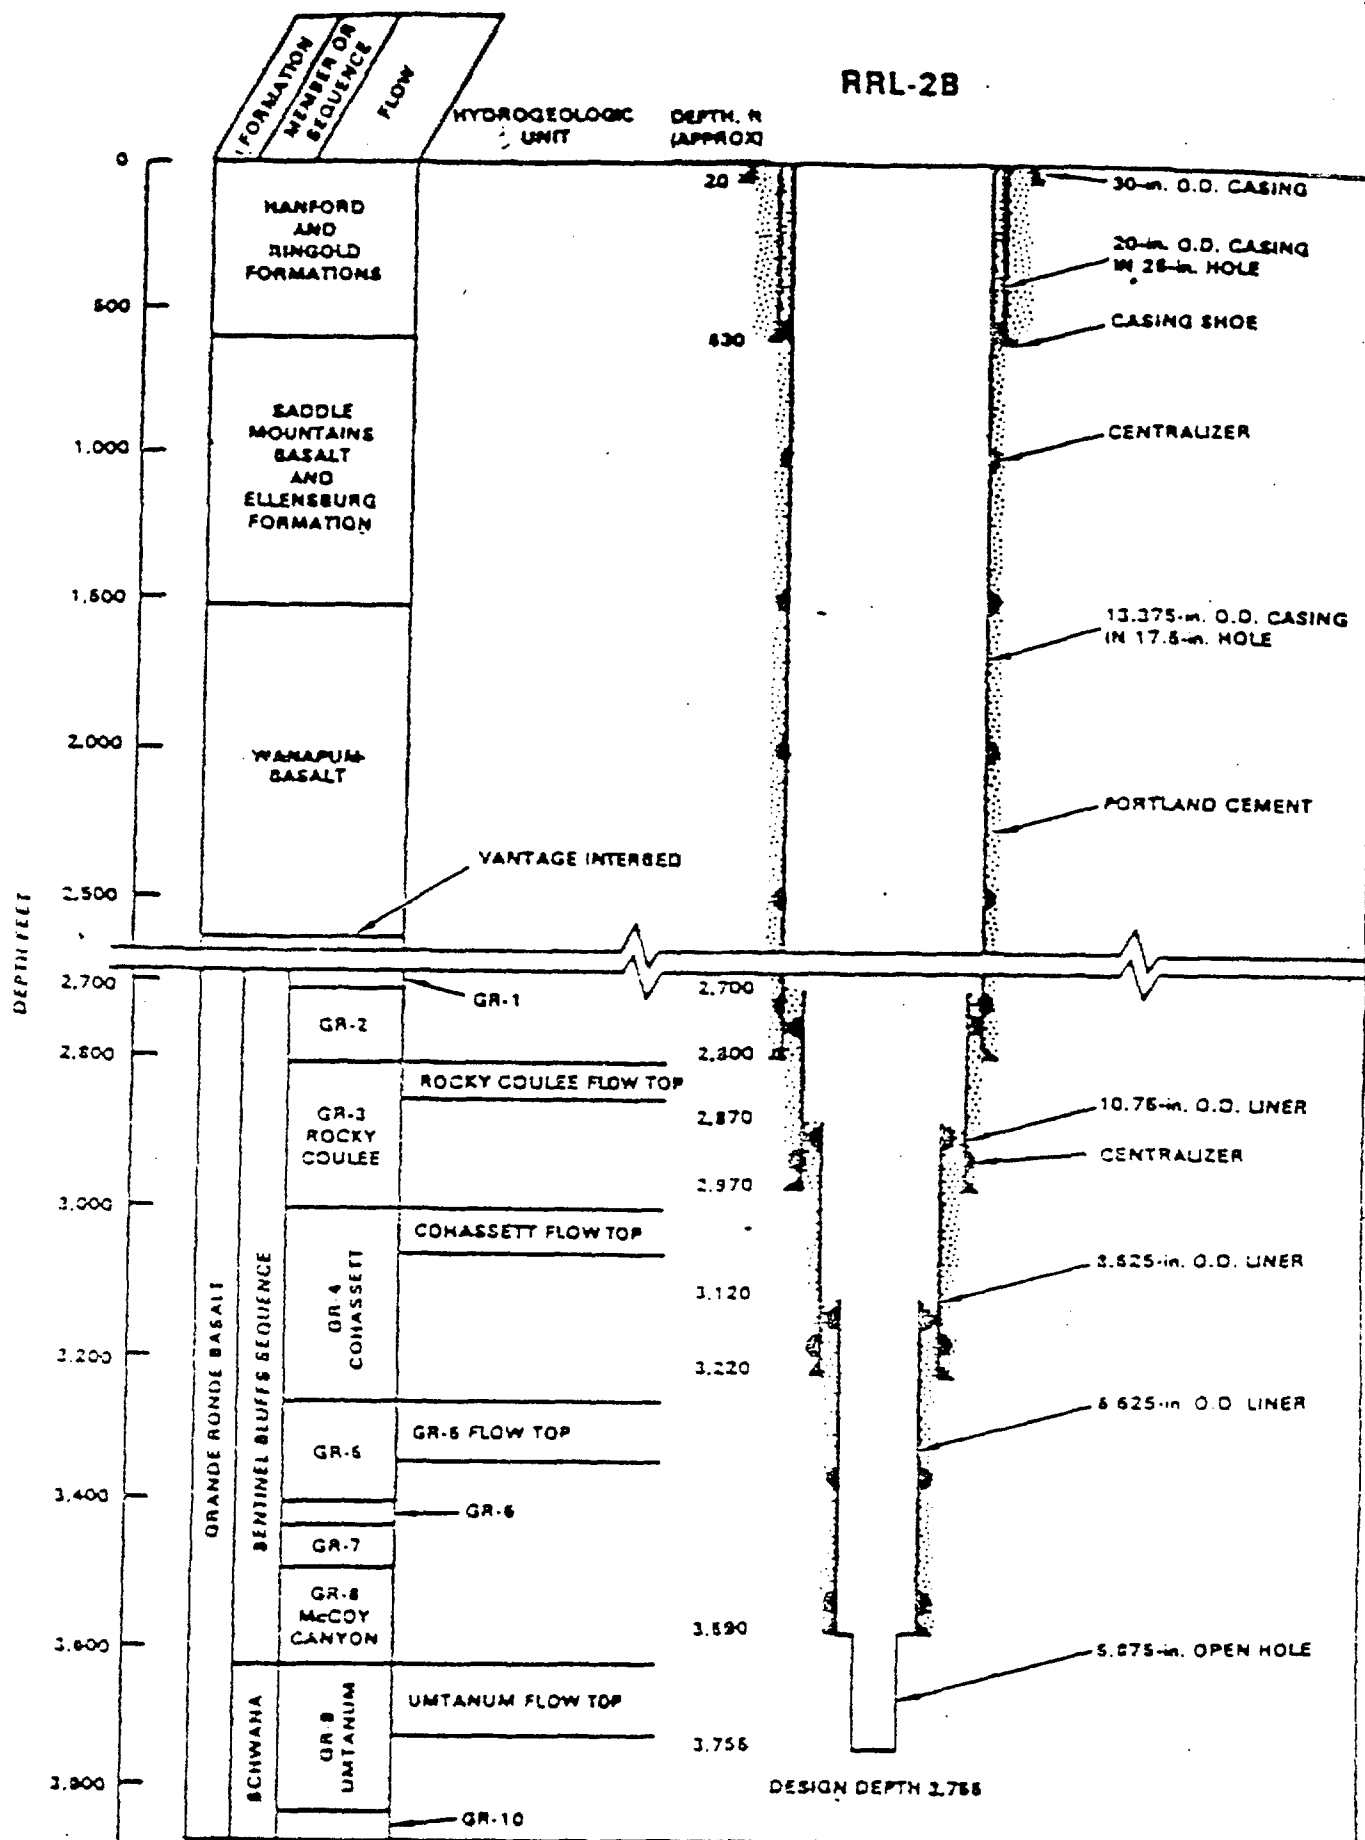 RRL-2B
FORMATION
MEMBER OR
SEQUENCE
FLOW
HYDROGEOLOGIC
UNIT
DEPTH, ft
(APPROX)
0
20
30-in. O.D. CASING
HANFORD
AND
RINGOLD
FORMATIONS
20-in. O.D. CASING
IN 26-in. HOLE
500
CASING SHOE
630
SADDLE
MOUNTAINS
BASALT
AND
ELLENSBURG
FORMATION
1,000
CENTRALIZER
1,500
13.375-in. O.D. CASING
IN 17.5-in. HOLE
2,000
WANAPUM
BASALT
PORTLAND CEMENT
VANTAGE INTERBED
2,500
DEPTH FEET
2,700
GR-1
2,700
GR-2
2,800
2,800
ROCKY COULEE FLOW TOP
GR-3
ROCKY
COULEE
2,870
10.75-in. O.D. LINER
CENTRALIZER
2,970
3,000
COHASSETT FLOW TOP
GR-4
COHASSETT
3,120
8.625-in. O.D. LINER
3,200
3,220
GRANDE RONDE BASALT
SENTINEL BLUFFS SEQUENCE
6.625-in. O.D. LINER
GR-5
GR-5 FLOW TOP
3,400
GR-6
GR-7
GR-8
McCOY
CANYON
3,590
3,600
5.875-in. OPEN HOLE
SCHWANA
GR-9
UMTANUM
UMTANUM FLOW TOP
3,755
3,800
DESIGN DEPTH 3,755
GR-10